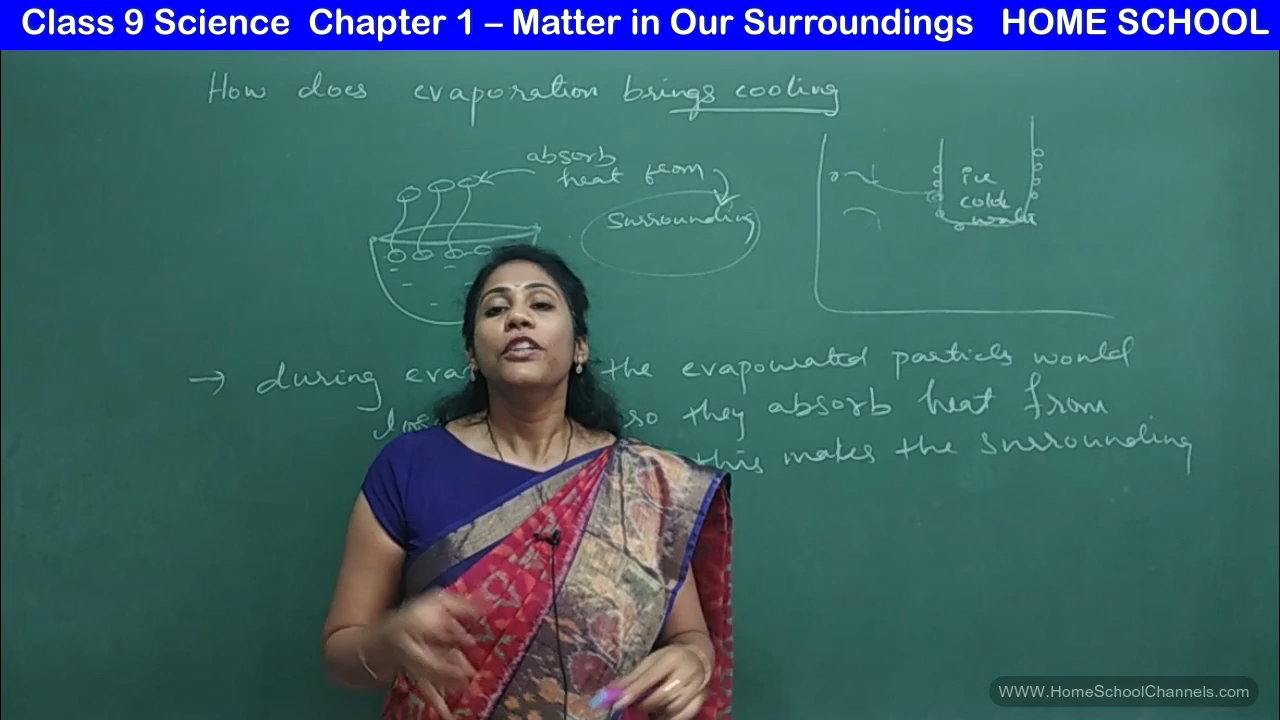 Class 9 Science Chapter 1 – Matter in Our Surroundings HOME SCHOOL
How does evaporation brings cooling
absorb
heat from
surrounding
ice
cold
water
→ during the evaporated particles would
so they absorb heat from
this makes the surrounding
WWW.HomeSchoolChannels.com